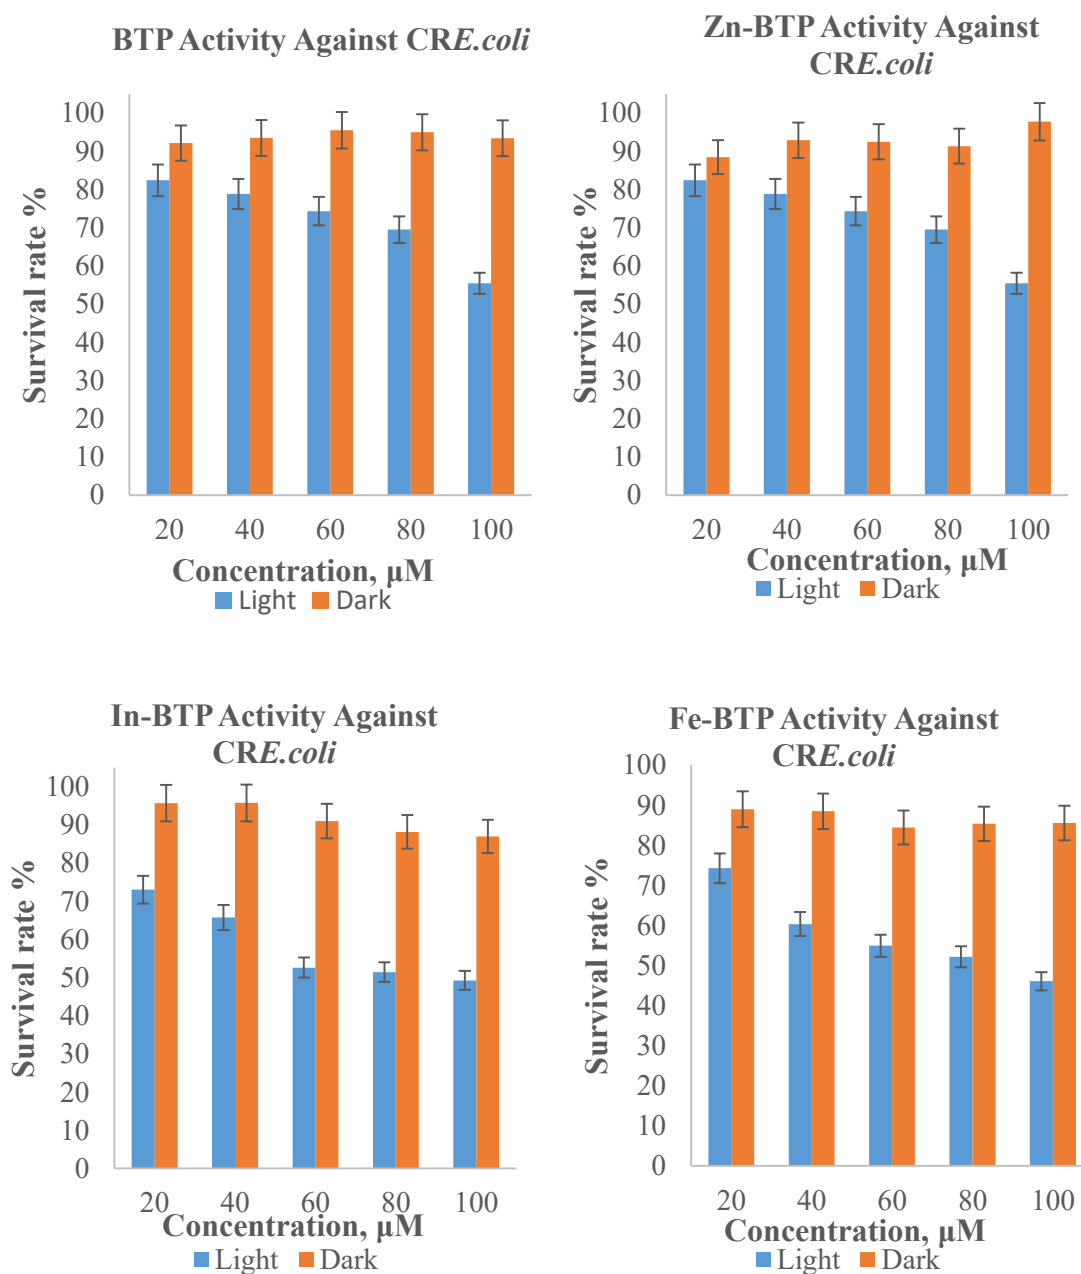 BTP Activity Against CRE.coli
Survival rate %
100
90
80
70
60
50
40
30
20
10
0
20 40 60 80 100
Concentration, µM
Light Dark
Zn-BTP Activity Against
CRE.coli
Survival rate %
100
90
80
70
60
50
40
30
20
10
0
20 40 60 80 100
Concentration, µM
Light Dark
In-BTP Activity Against
CRE.coli
Survival rate %
100
90
80
70
60
50
40
30
20
10
0
20 40 60 80 100
Concentration, µM
Light Dark
Fe-BTP Activity Against
CRE.coli
Survival rate %
100
90
80
70
60
50
40
30
20
10
0
20 40 60 80 100
Concentration, µM
Light Dark